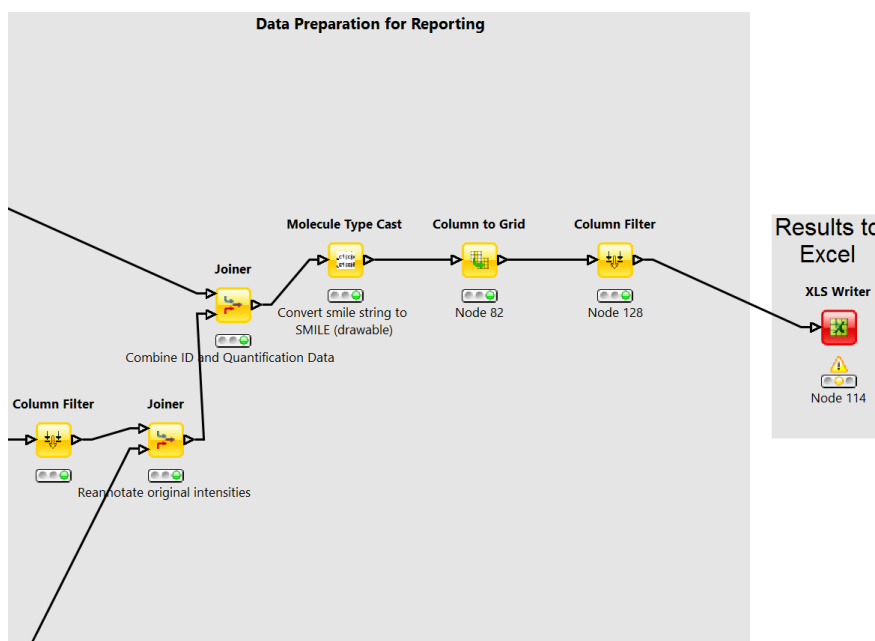 Data Preparation for Reporting
Results to
Excel
Molecule Type Cast
Column to Grid
Column Filter
Joiner
XLS Writer
Convert smile string to
SMILE (drawable)
Node 82
Node 128
Combine ID and Quantification Data
Node 114
Column Filter
Joiner
Reannotate original intensities